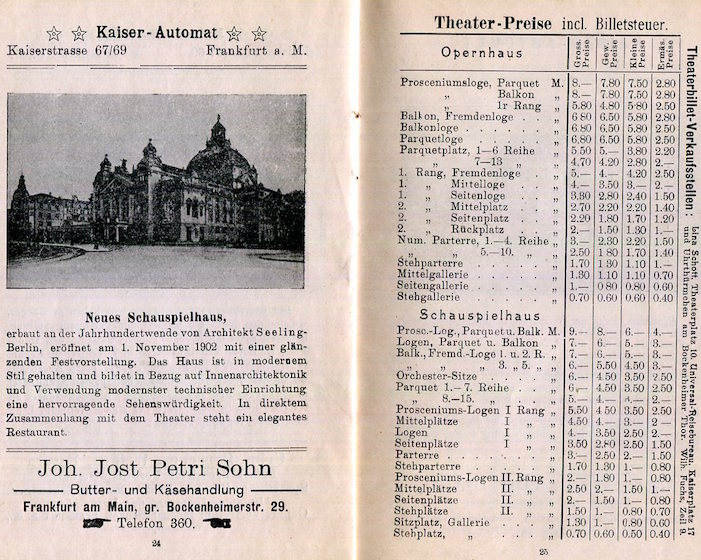 ☆ ☆ Kaiser-Automat ☆ ☆
Kaiserstrasse 67/69 Frankfurt a. M.
Neues Schauspielhaus,
erbaut an der Jahrhundertwende von Architekt Seeling-
Berlin, eröffnet am 1. November 1902 mit einer glän-
zenden Festvorstellung. Das Haus ist in modernem
Stil gehalten und bildet in Bezug auf Innenarchitektonik
und Verwendung modernster technischer Einrichtung
eine hervorragende Sehenswürdigkeit. In direktem
Zusammenhang mit dem Theater steht ein elegantes
Restaurant.
Joh. Jost Petri Sohn
Butter- und Käsehandlung
Frankfurt am Main, gr. Bockenheimerstr. 29.
Telefon 360.
24
Theater-Preise incl. Billetsteuer.
Opernhaus Gross. Preise Gew. Preise Kleine Preise Ermäs. Preise
Prosceniumsloge, Parquet M. 8.— 7.80 7.50 2.80
„ Balkon „ 8.— 7.80 7.50 2.80
„ 1r Rang „ 5.80 4.80 5.80 2.50
Balkon, Fremdenloge . . . „ 6.80 6.50 5.80 2.80
Balkonloge . . . . „ 6.80 6.50 5.80 2.50
Parquetloge . . . . „ 6.80 6.50 5.80 2.50
Parquetplatz, 1—6 Reihe „ 5.50 5.— 3.80 2.20
„ 7—13 „ . „ 4.70 4.20 2.80 2.—
1. Rang, Fremdenloge . . „ 5.— 4.— 4.20 2.50
1. „ Mittelloge . . . „ 4.— 3.50 3.— 2.—
1. „ Seitenloge . . . „ 3.30 2.80 2.40 1.50
2. „ Mittelplatz . . . „ 2.70 2.20 2.20 1.40
2. „ Seitenplatz . . . „ 2.20 1.80 1.70 1.20
2. „ Rückplatz . . . „ 2.— 1.50 1.30 1.—
Num. Parterre, 1.—4. Reihe „ 3.— 2.30 2.20 1.50
„ „ 5.—10. „ . „ 2.50 1.80 1.70 1.40
Stehparterre . . . . „ 1.70 1.30 1.10 1.—
Mittelgallerie . . . . „ 1.30 1.10 1.10 0.70
Seitengallerie . . . . „ 1.— 0.80 0.80 0.60
Stehgallerie . . . . „ 0.70 0.60 0.60 0.40
Schauspielhaus
Prosc.-Log., Parquet u. Balk. M. 9.— 8.— 6.— 4.—
Logen, Parquet u. Balkon „ 7.— 6.— 5.— 3.—
Balk., Fremd.-Loge 1. u. 2. R. „ 7.— 6.— 5.— 3.—
„ „ „ 3. „ 5. „ „ 6.— 5.50 4.50 3.—
Orchester-Sitze . . . „ 6.— 4.50 3.50 2.50
Parquet 1.—7. Reihe . . „ 6.— 4.50 3.50 2.50
„ 8.—15. „ . . „ 5.— 4.— 3.— 2.—
Prosceniums-Logen I Rang „ 5.50 4.50 3.50 2.50
Mittelplätze I „ „ 4.50 4.— 3.— 2.—
Logen I „ „ 4.— 3.50 2.50 2.—
Seitenplätze I „ „ 3.50 2.80 2.50 1.50
Parterre . . . . „ 3.— 2.50 2.— 1.50
Stehparterre . . . . „ 1.70 1.30 1.— 0.80
Prosceniums-Logen II. Rang „ 2.— 1.80 1.— 0.80
Mittelplätze II. „ „ 2.50 2.— 1.50 1.—
Seitenplätze II. „ „ 2.— 1.50 1.— 0.80
Stehplätze II. „ „ 1.50 1.— 0.80 0.70
Sitzplatz, Gallerie . . . „ 1.30 1.— 0.80 0.60
Stehplatz, „ . . . „ 0.70 0.60 0.50 0.40
25
Theaterbillet-Verkaufsstellen: Lina Schott, Theaterplatz 10. Universal-Reisebureau, Kaiserplatz 17
und Uhrthürmchen am Bockenheimer Thor. Wilh. Fuchs, Zeil 9.